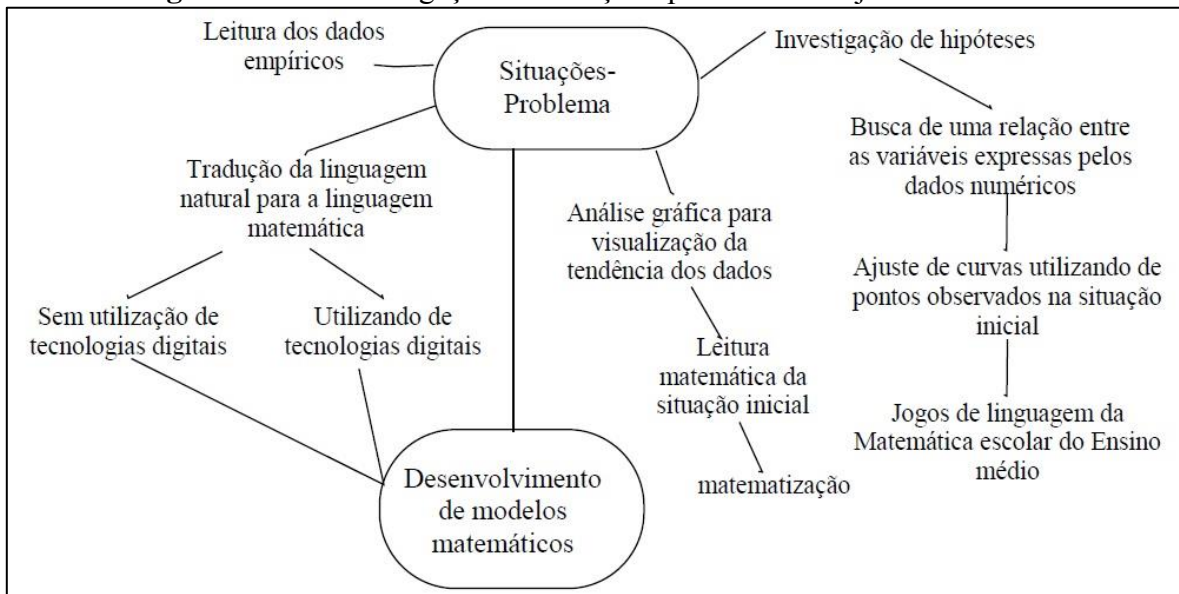 Leitura dos dados
empíricos
Situações-
Problema
Investigação de hipóteses
Tradução da linguagem
natural para a linguagem
matemática
Sem utilização de
tecnologias digitais
Utilizando de
tecnologias digitais
Desenvolvimento
de modelos
matemáticos
Análise gráfica para
visualização da
tendência dos dados
Leitura
matemática da
situação inicial
matematização
Busca de uma relação entre
as variáveis expressas pelos
dados numéricos
Ajuste de curvas utilizando de
pontos observados na situação
inicial
Jogos de linguagem da
Matemática escolar do Ensino
médio